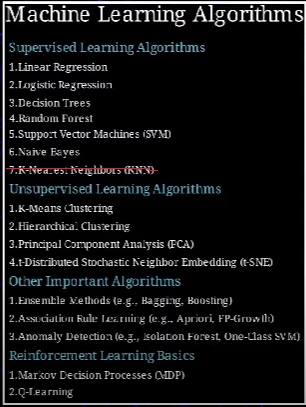 Machine Learning Algorithms
Supervised Learning Algorithms
1.Linear Regression
2.Logistic Regression
3.Decision Trees
4.Random Forest
5.Support Vector Machines (SVM)
6.Naive Bayes
7.K-Nearest Neighbors (KNN)
Unsupervised Learning Algorithms
1.K-Means Clustering
2.Hierarchical Clustering
3.Principal Component Analysis (PCA)
4.t-Distributed Stochastic Neighbor Embedding (t-SNE)
Other Important Algorithms
1.Ensemble Methods (e.g., Bagging, Boosting)
2.Association Rule Learning (e.g., Apriori, FP-Growth)
3.Anomaly Detection (e.g., Isolation Forest, One-Class SVM)
Reinforcement Learning Basics
1.Markov Decision Processes (MDP)
2.Q-Learning